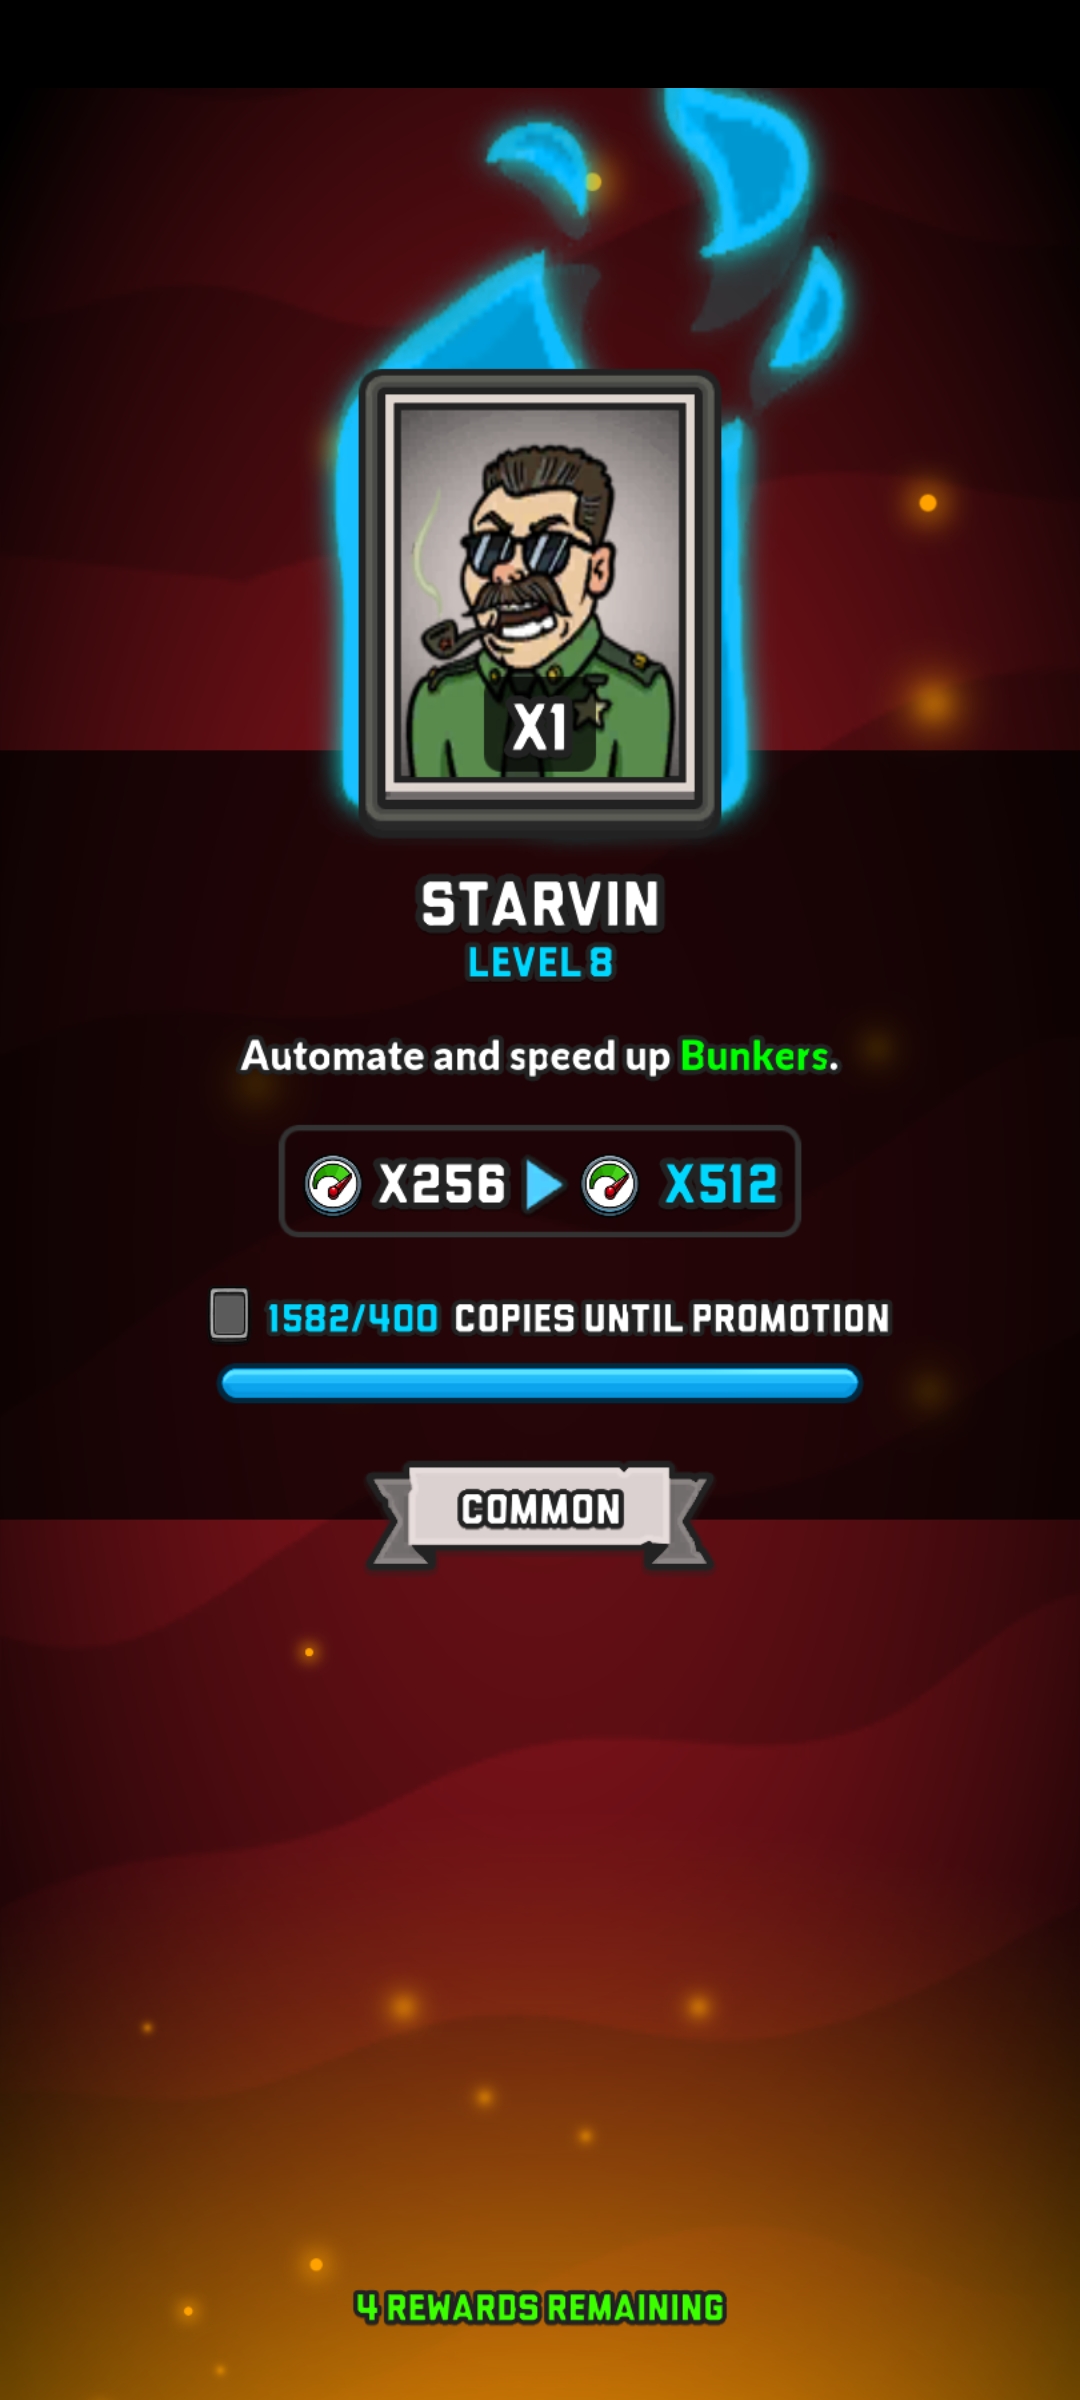 X1
STARVIN
LEVEL 8
Automate and speed up Bunkers.
X256 X512
1582/400 COPIES UNTIL PROMOTION
COMMON
4 REWARDS REMAINING